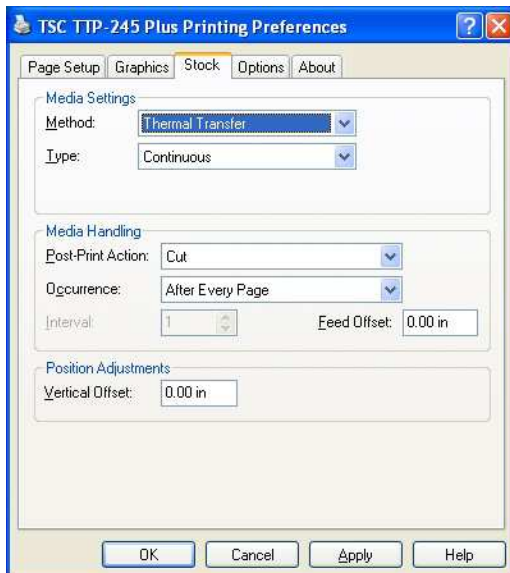 TSC TTP-245 Plus Printing Preferences
Page Setup Graphics Stock Options About
Media Settings
Method: Thermal Transfer
Type: Continuous
Media Handling
Post-Print Action: Cut
Occurrence: After Every Page
Interval: 1 Feed Offset: 0.00 in
Position Adjustments
Vertical Offset: 0.00 in
OK Cancel Apply Help